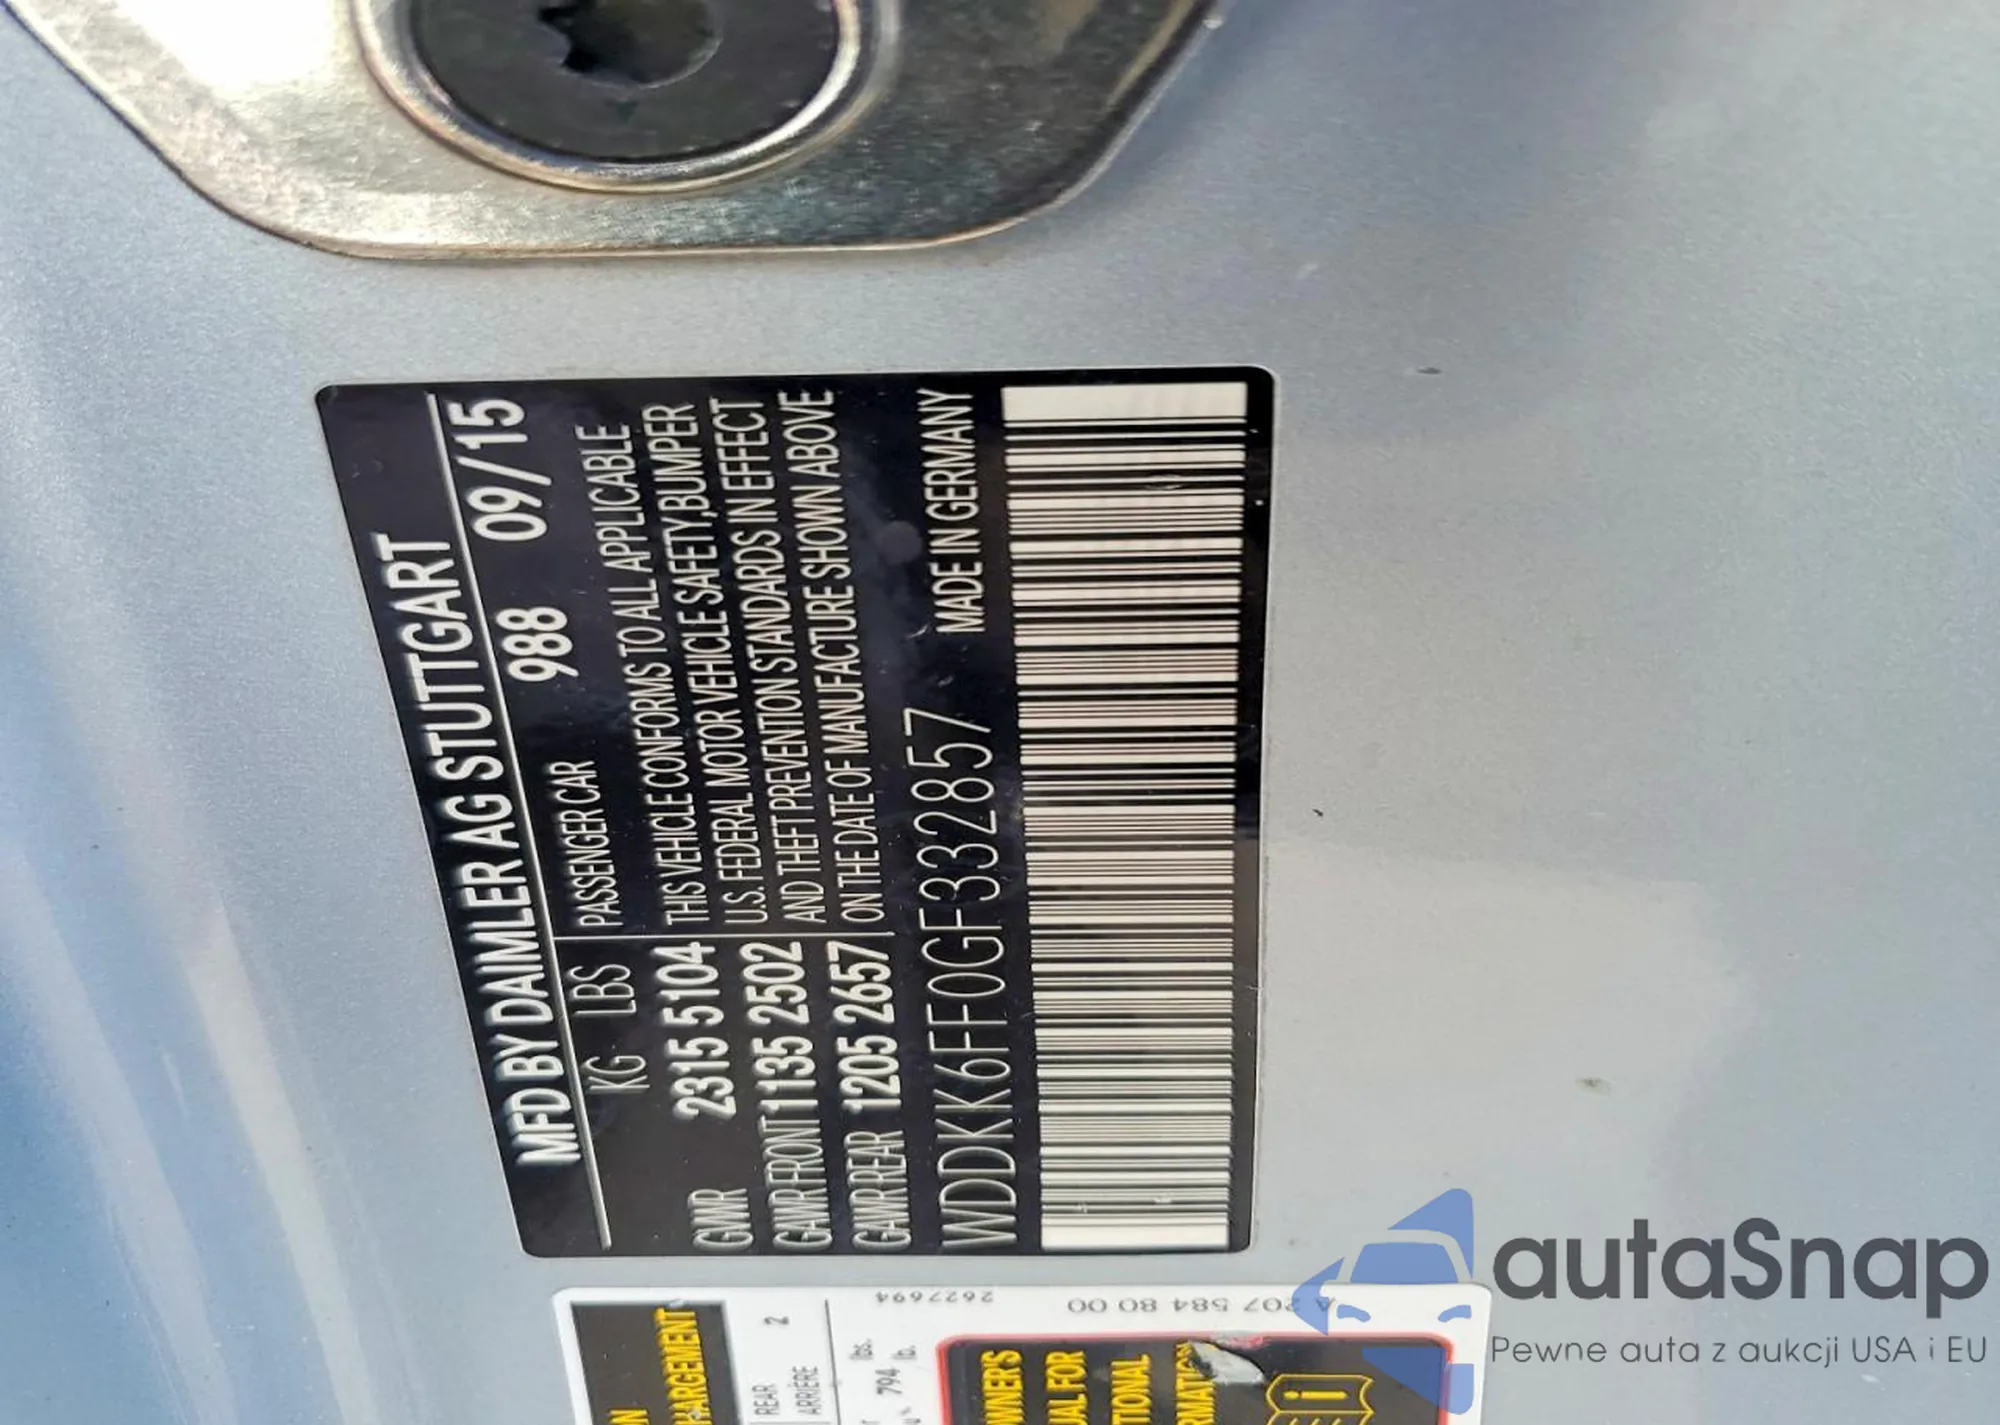 MFD BY DAIMLER AG STUTTGART
KG LBS PASSENGER CAR 988 09/15
GVWR 2315 5104
GAWR FRONT 1135 2502
GAWR REAR 1205 2657
THIS VEHICLE CONFORMS TO ALL APPLICABLE
U.S. FEDERAL MOTOR VEHICLE SAFETY,BUMPER
AND THEFT PREVENTION STANDARDS IN EFFECT
ON THE DATE OF MANUFACTURE SHOWN ABOVE
WDDKK6FF0GF332857 MADE IN GERMANY
2627694
A 207 584 80 00
REAR 2
ARRIÈRE
794 lbs.
lb.
autaSnap
Pewne auta z aukcji USA i EU